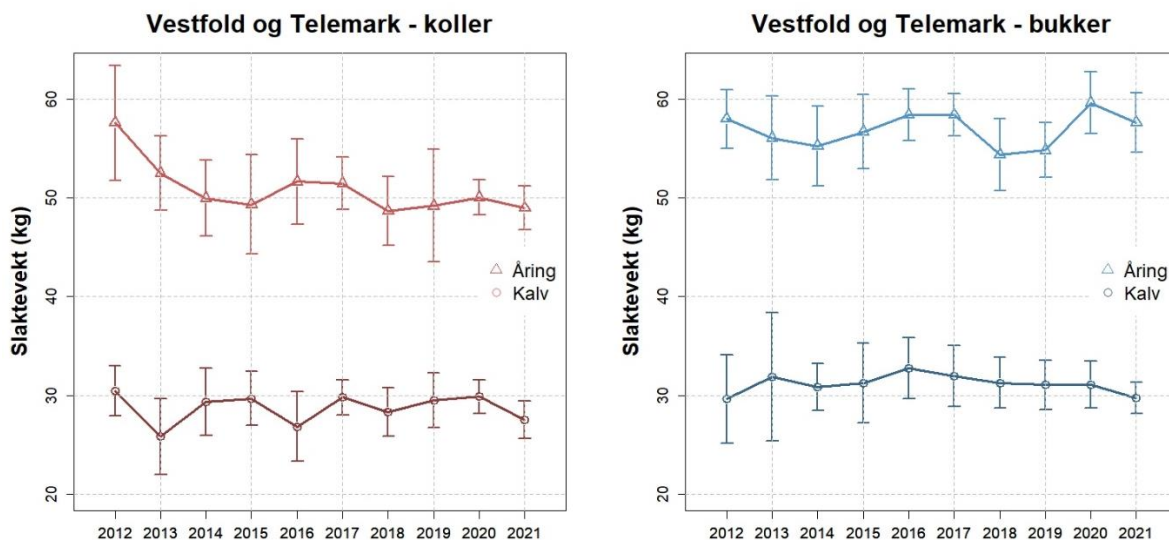 Vestfold og Telemark - koller
Slaktevekt (kg)
60
50
40
30
20
Åring
Kalv
2012 2013 2014 2015 2016 2017 2018 2019 2020 2021
Vestfold og Telemark - bukker
Slaktevekt (kg)
60
50
40
30
20
Åring
Kalv
2012 2013 2014 2015 2016 2017 2018 2019 2020 2021